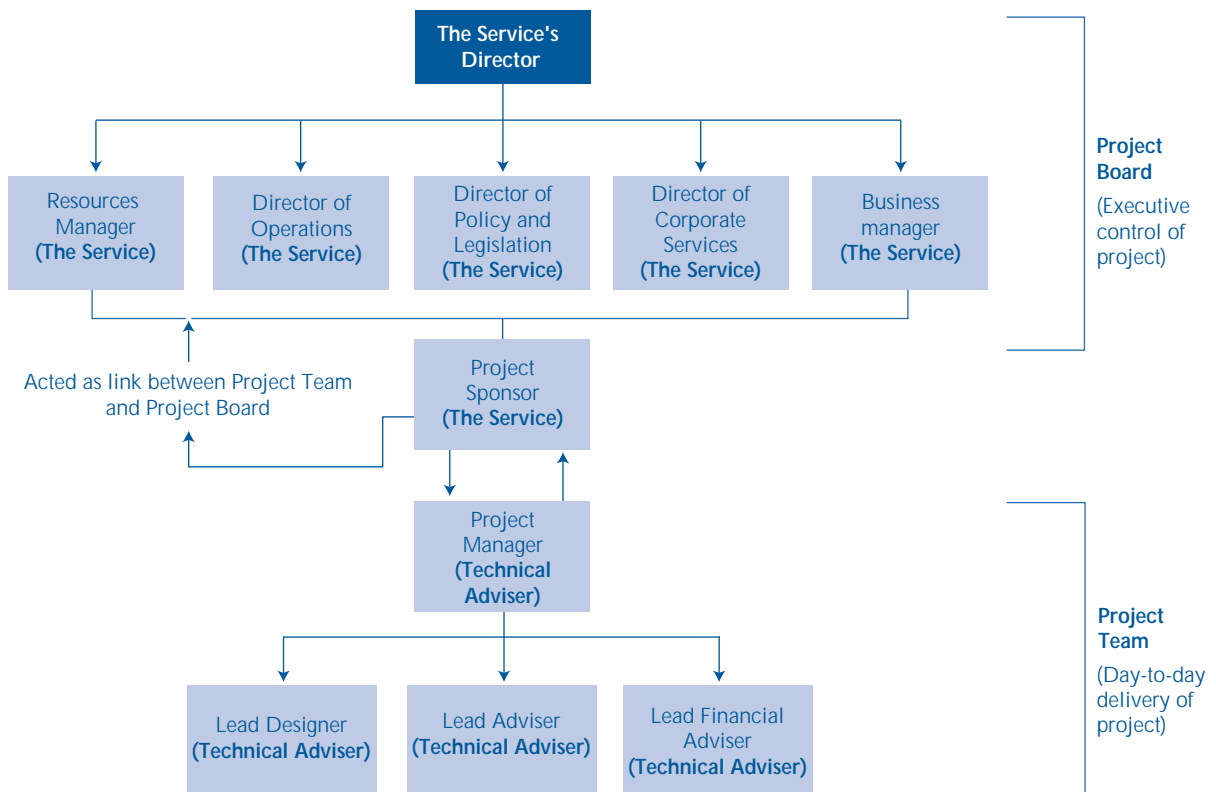 The Service's
Director
Resources
Manager
(The Service)
Director of
Operations
(The Service)
Director of
Policy and
Legislation
(The Service)
Director of
Corporate
Services
(The Service)
Business
manager
(The Service)
Project
Board
(Executive
control of
project)
Acted as link between Project Team
and Project Board
Project
Sponsor
(The Service)
Project
Manager
(Technical
Adviser)
Project
Team
(Day-to-day
delivery of
project)
Lead Designer
(Technical Adviser)
Lead Adviser
(Technical Adviser)
Lead Financial
Adviser
(Technical Adviser)